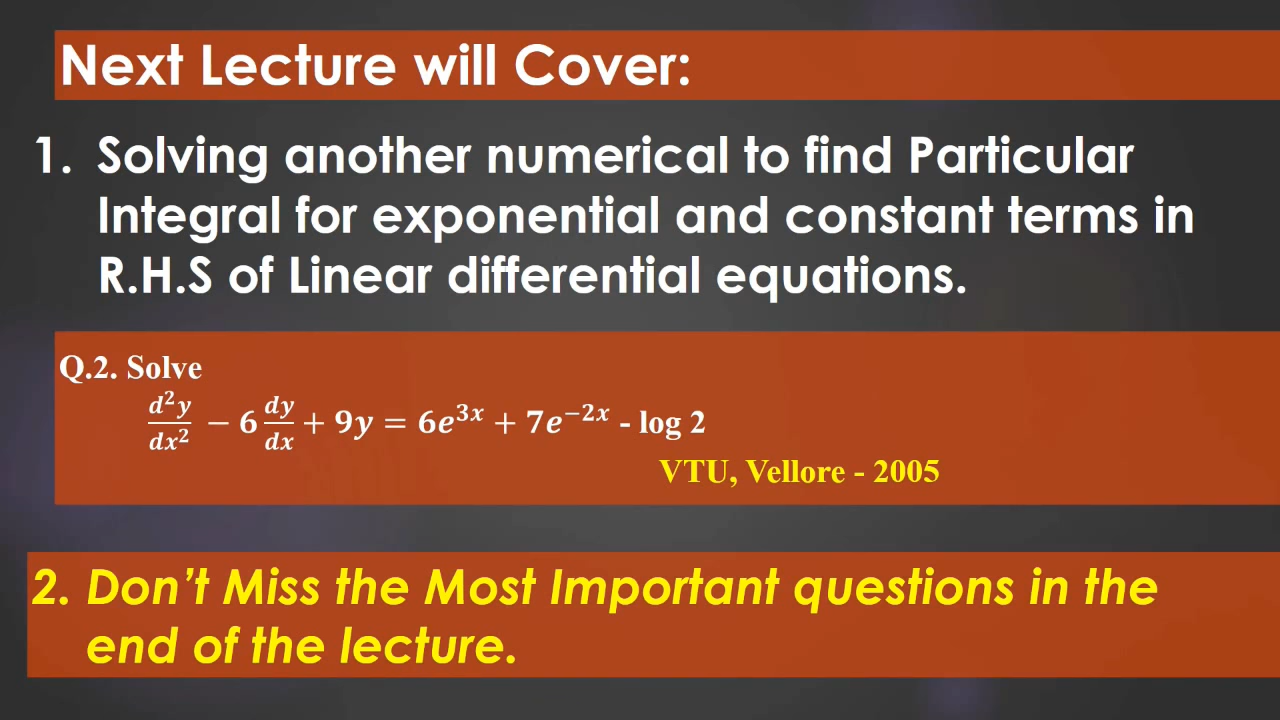 Next Lecture will Cover:
1. Solving another numerical to find Particular
Integral for exponential and constant terms in
R.H.S of Linear differential equations.
Q.2. Solve
d²y/dx² − 6 dy/dx + 9y = 6e³ˣ + 7e⁻²ˣ - log 2
VTU, Vellore - 2005
2. Don’t Miss the Most Important questions in the
end of the lecture.